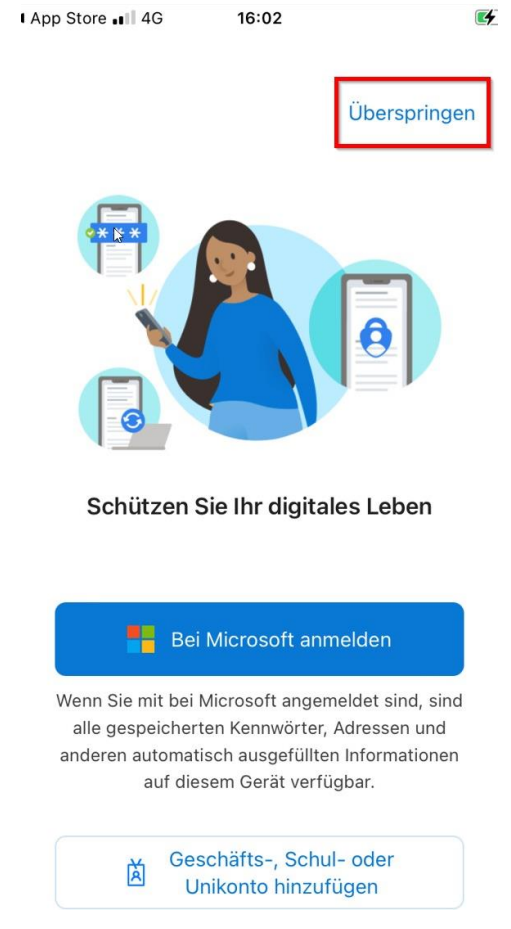 App Store 4G 16:02
Überspringen
* * *
Schützen Sie Ihr digitales Leben
Bei Microsoft anmelden
Wenn Sie mit bei Microsoft angemeldet sind, sind
alle gespeicherten Kennwörter, Adressen und
anderen automatisch ausgefüllten Informationen
auf diesem Gerät verfügbar.
Geschäfts-, Schul- oder
Unikonto hinzufügen